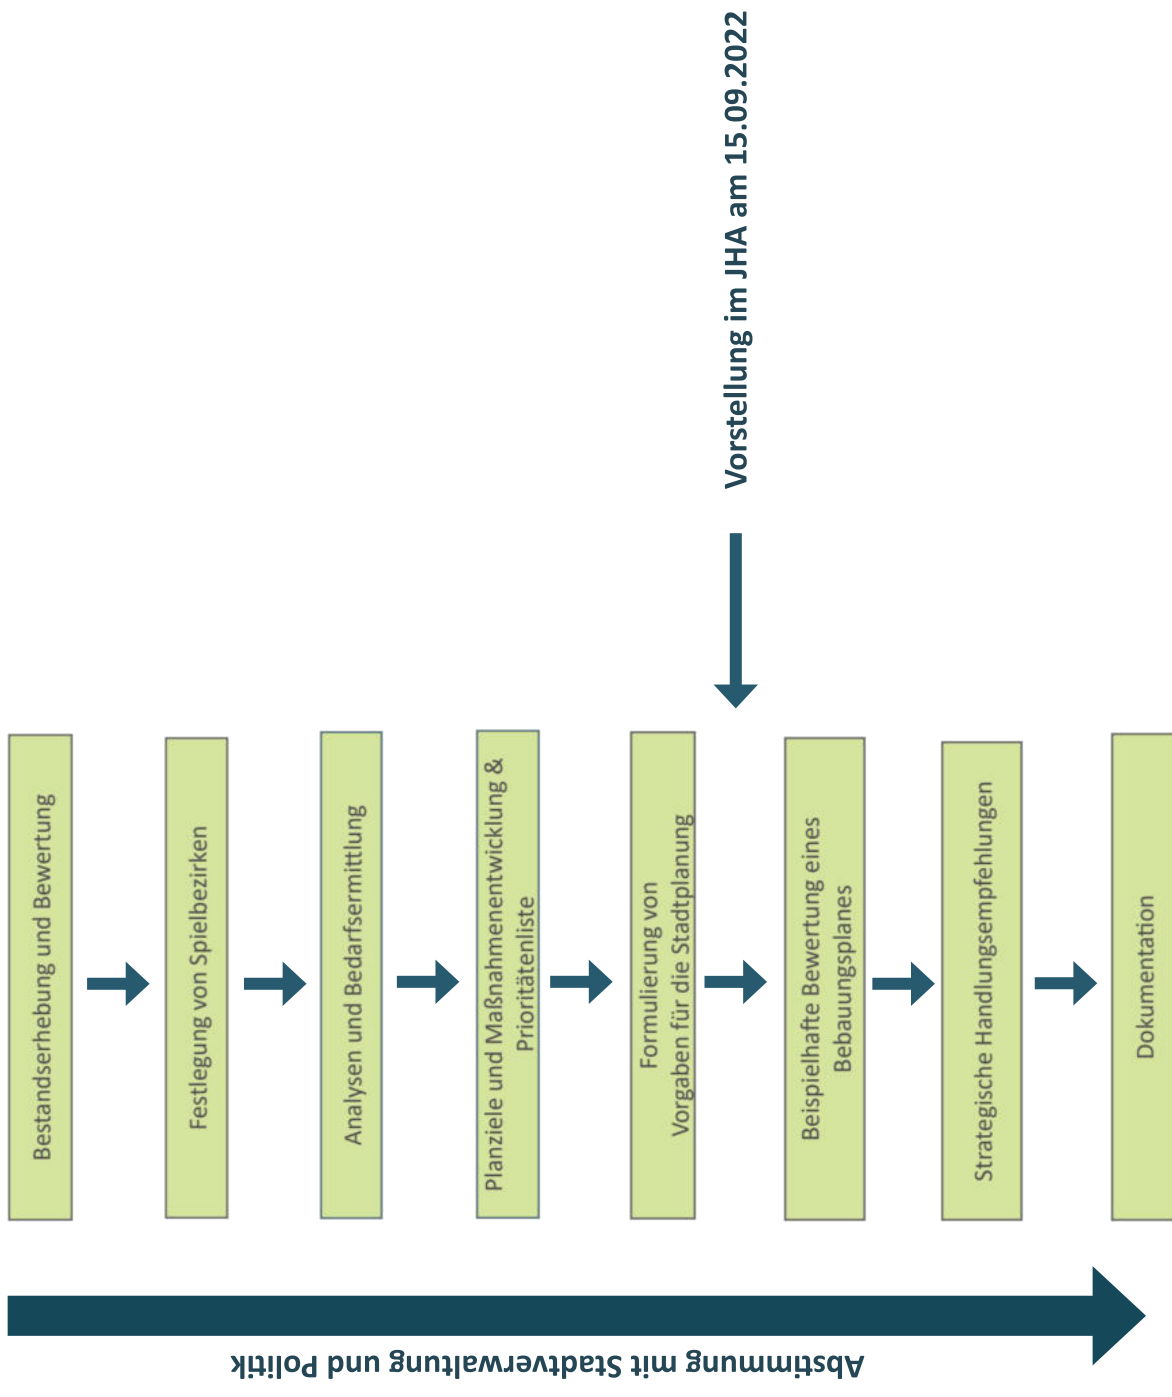 Bestandserhebung und Bewertung
Festlegung von Spielbezirken
Analysen und Bedarfsermittlung
Planziele und Maßnahmenentwicklung &
Prioritätenliste
Formulierung von
Vorgaben für die Stadtplanung
Vorstellung im JHA am 15.09.2022
Beispielhafte Bewertung eines
Bebauungsplanes
Strategische Handlungsempfehlungen
Dokumentation
Abstimmung mit Stadtverwaltung und Politik